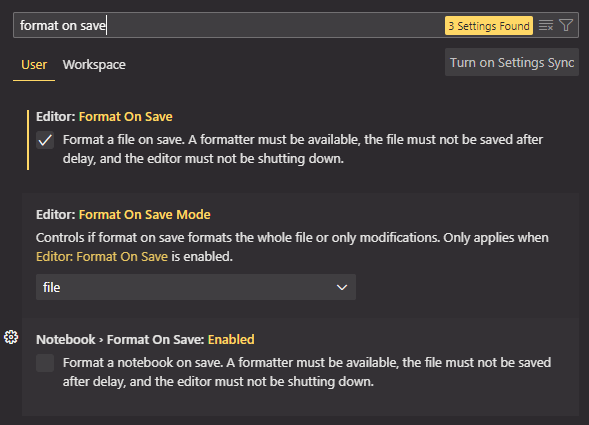 format on save
3 Settings Found
User
Workspace
Turn on Settings Sync
Editor: Format On Save
Format a file on save. A formatter must be available, the file must not be saved after
delay, and the editor must not be shutting down.
Editor: Format On Save Mode
Controls if format on save formats the whole file or only modifications. Only applies when
Editor: Format On Save is enabled.
file
Notebook › Format On Save: Enabled
Format a notebook on save. A formatter must be available, the file must not be saved
after delay, and the editor must not be shutting down.